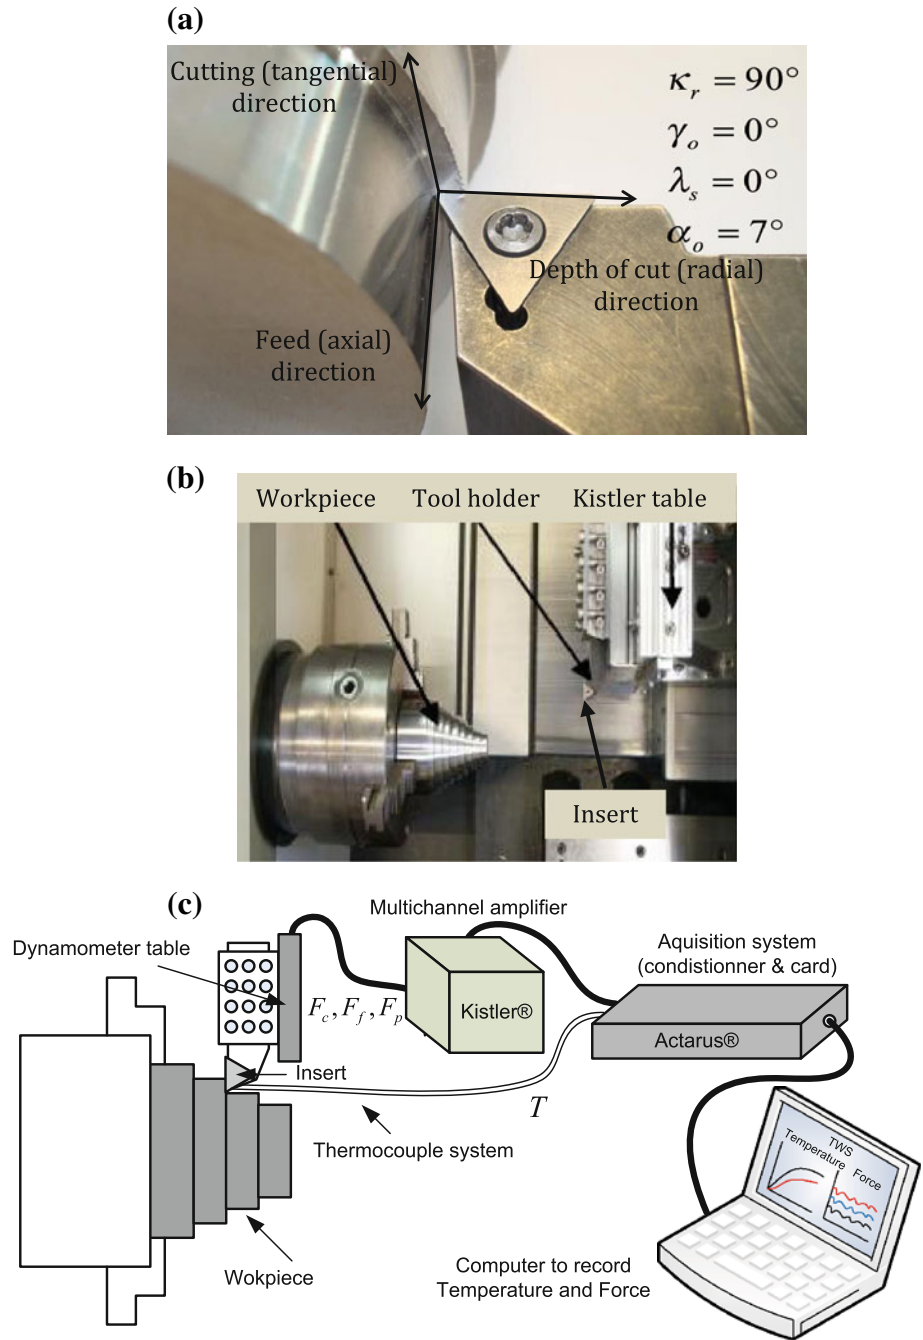 (a)
Cutting (tangential)
direction
κr = 90°
γo = 0°
λs = 0°
αo = 7°
Depth of cut (radial)
direction
Feed (axial)
direction
(b)
Workpiece Tool holder Kistler table
Insert
(c)
Multichannel amplifier
Dynamometer table
Aquisition system
(condistionner & card)
Fc, Ff, Fp
Kistler®
Actarus®
Insert
T
Thermocouple system
TWS
Temperature Force
Wokpiece
Computer to record
Temperature and Force